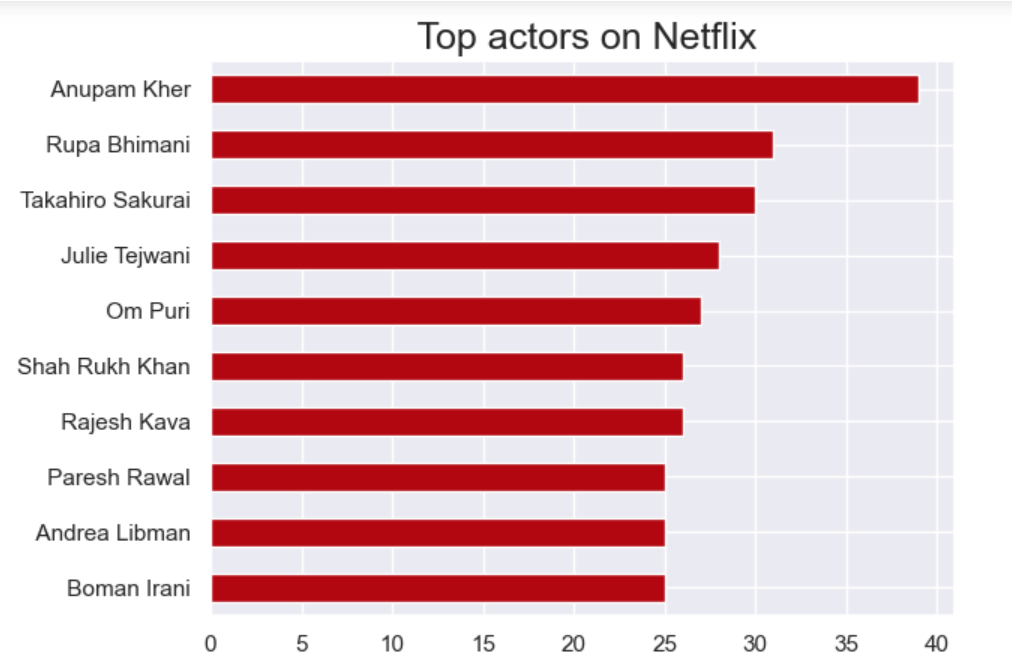 Top actors on Netflix
Anupam Kher
Rupa Bhimani
Takahiro Sakurai
Julie Tejwani
Om Puri
Shah Rukh Khan
Rajesh Kava
Paresh Rawal
Andrea Libman
Boman Irani
0 5 10 15 20 25 30 35 40